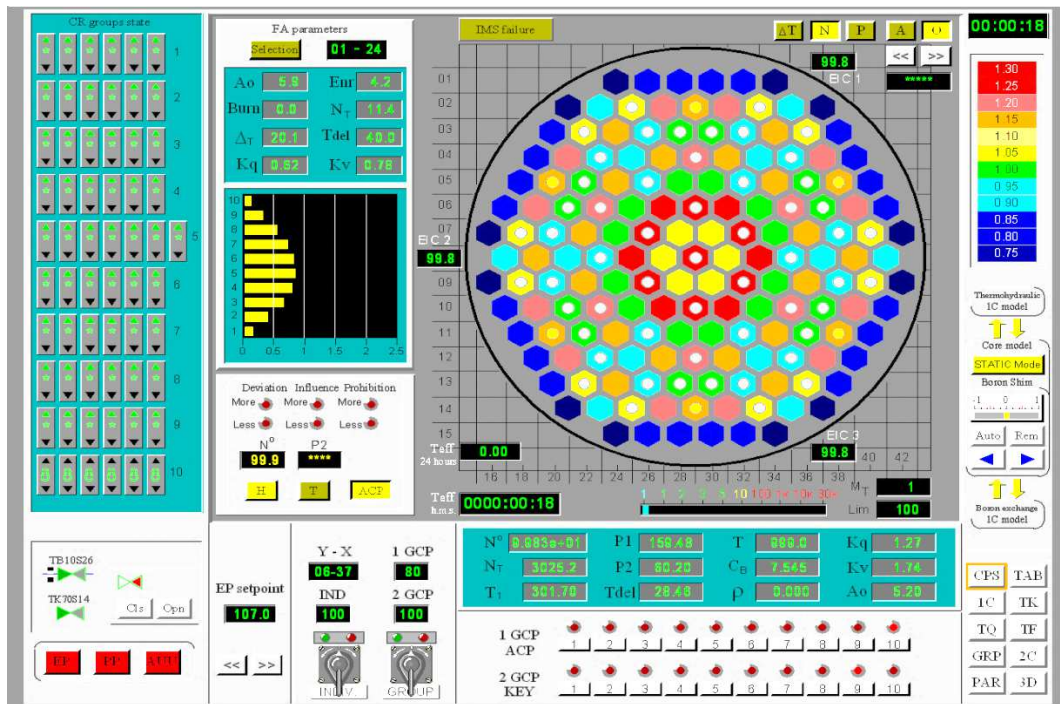 CR groups state
1
2
3
4
5
6
7
8
9
10
FA parameters
Selection 01 - 24
Ao 5.8 Enr 4.2
Burn 0.0 NT 11.4
ΔT 20.1 Tdel 40.0
Kq 0.82 Kv 0.78
10
9
8
7
6
5
4
3
2
1
0 0.5 1 1.5 2 2.5
Deviation Influence Prohibition
More More More
Less Less Less
N° P2
99.9 ****
H T ACP
IMS failure
ΔT N P A O
99.8 << >>
EIC 1 *****
01
02
03
04
05
06
07
EIC 2
99.8
09
10
11
12
13
14
15
EIC 3
99.8
Teff
24 hours
0.00
40 42
16 18 20 22 24 26 28 30 32 34 36 38
Teff
h.m.s.
0000:00:18
MT 1
Lim 100
00:00:18
1.30
1.25
1.20
1.15
1.10
1.05
1.00
0.95
0.90
0.85
0.80
0.75
Thermohydraulic
1C model
Core model
STATIC Mode
Boron Shim
-1 0 1
Auto Rem
Boron exchange
1C model
TB10S26
TK70S14
Cls Opn
EP PP
EP setpoint
107.0
<< >>
Y - X 1 GCP
06-37 80
IND 2 GCP
100 100
INDIV. GROUP
N° 9.983e+01 P1 159.48 T 989.0 Kq 1.27
NT 3025.2 P2 60.20 CB 7.545 Kv 1.74
T1 301.70 Tdel 28.48 ρ 0.000 Ao 5.20
1 GCP
ACP
1 2 3 4 5 6 7 8 9 10
2 GCP
KEY
1 2 3 4 5 6 7 8 9 10
CPS TAB
1C TK
TQ TF
GRP 2C
PAR 3D